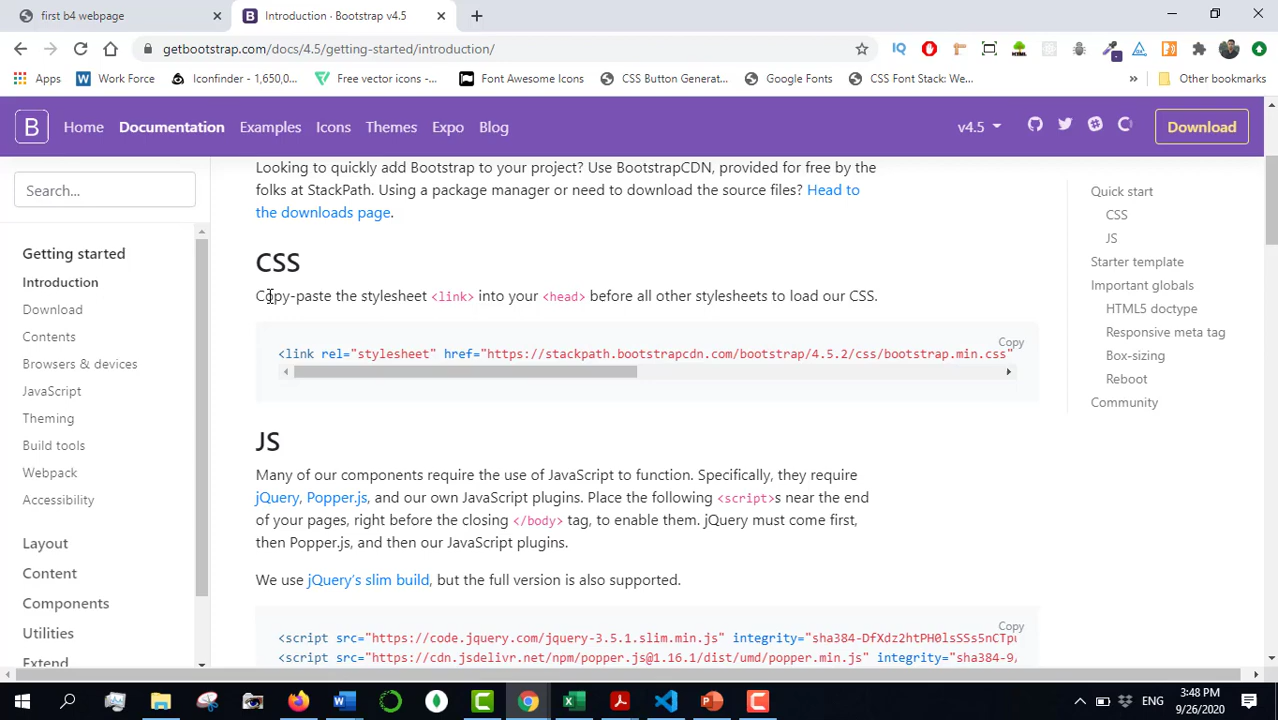 first b4 webpage
Introduction · Bootstrap v4.5
getbootstrap.com/docs/4.5/getting-started/introduction/
Apps
Work Force
Iconfinder - 1,650,0...
Free vector icons -...
Font Awesome Icons
CSS Button Generat...
Google Fonts
CSS Font Stack: We...
»
Other bookmarks
B
Home
Documentation
Examples
Icons
Themes
Expo
Blog
v4.5
Download
Search...
Getting started
Introduction
Download
Contents
Browsers & devices
JavaScript
Theming
Build tools
Webpack
Accessibility
Layout
Content
Components
Utilities
Extend
Looking to quickly add Bootstrap to your project? Use BootstrapCDN, provided for free by the
folks at StackPath. Using a package manager or need to download the source files? Head to
the downloads page.
CSS
Copy-paste the stylesheet <link> into your <head> before all other stylesheets to load our CSS.
Copy
<link rel="stylesheet" href="https://stackpath.bootstrapcdn.com/bootstrap/4.5.2/css/bootstrap.min.css"
JS
Many of our components require the use of JavaScript to function. Specifically, they require
jQuery, Popper.js, and our own JavaScript plugins. Place the following <script>s near the end
of your pages, right before the closing </body> tag, to enable them. jQuery must come first,
then Popper.js, and then our JavaScript plugins.
We use jQuery's slim build, but the full version is also supported.
Copy
<script src="https://code.jquery.com/jquery-3.5.1.slim.min.js" integrity="sha384-DfXdz2htPH0lsSSs5nCTpu
<script src="https://cdn.jsdelivr.net/npm/popper.js@1.16.1/dist/umd/popper.min.js" integrity="sha384-9/
Quick start
CSS
JS
Starter template
Important globals
HTML5 doctype
Responsive meta tag
Box-sizing
Reboot
Community
ENG
3:48 PM
9/26/2020